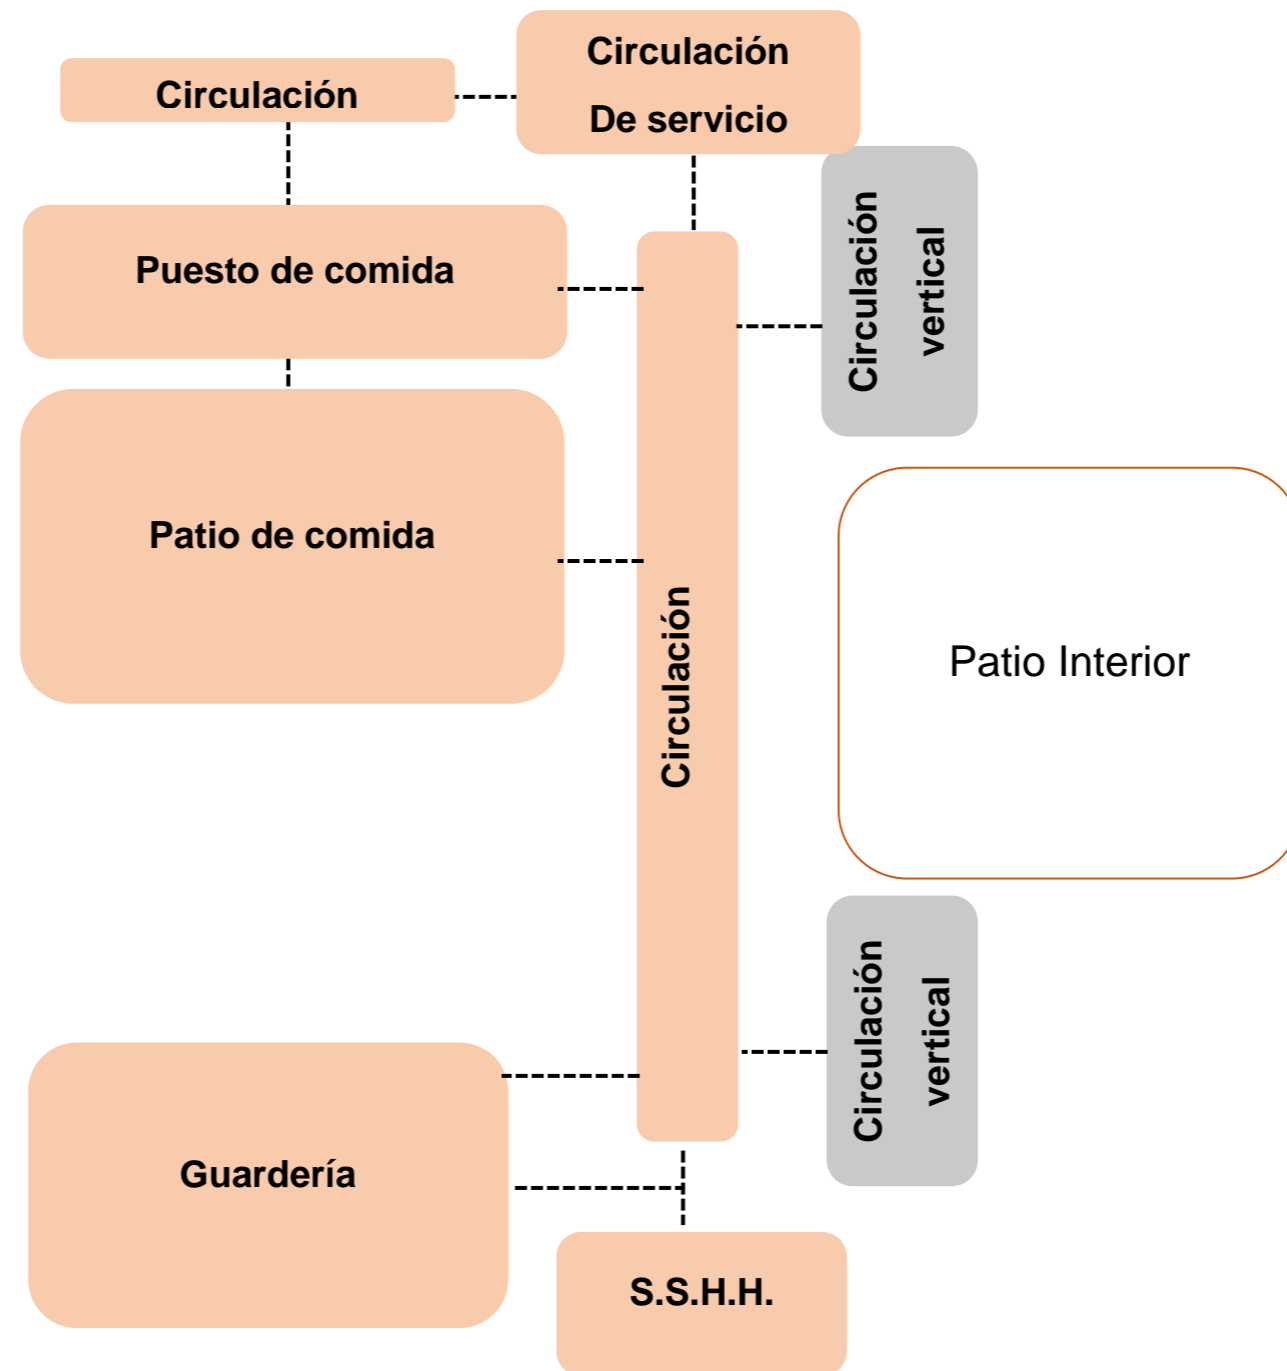 Circulación
De servicio
Circulación
Circulación
vertical
Puesto de comida
Patio de comida
Circulación
Patio Interior
Circulación
vertical
Guardería
S.S.H.H.